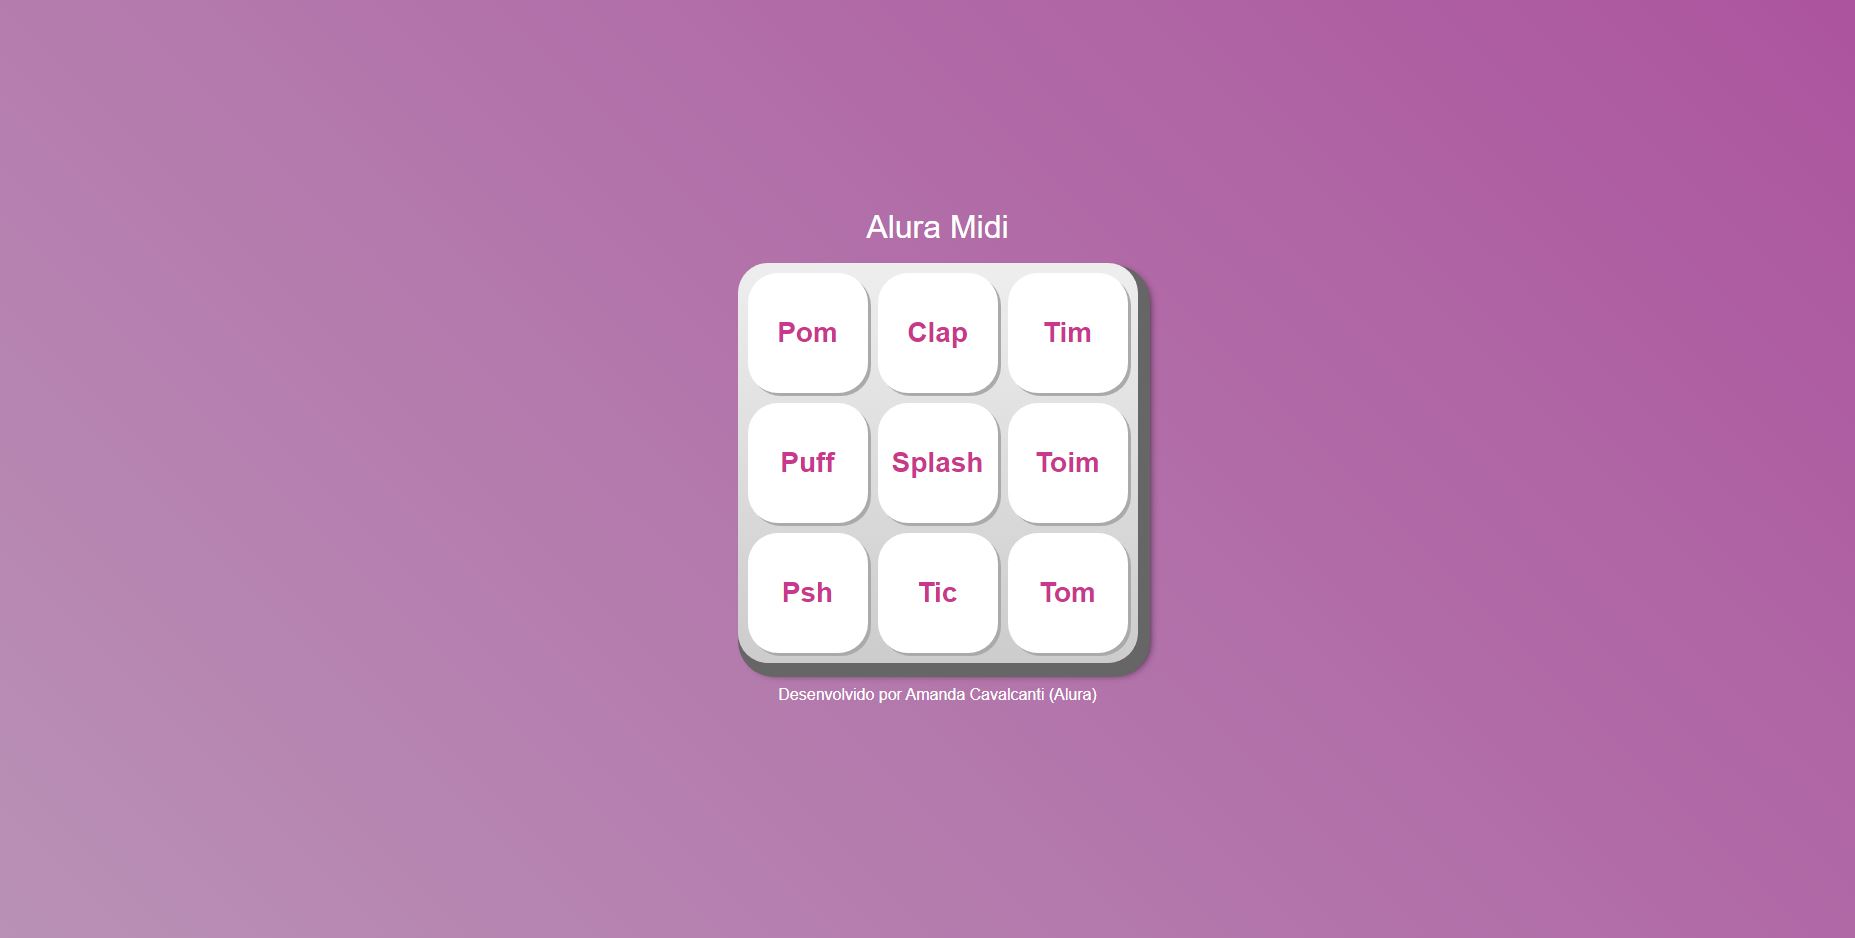 Alura Midi
Pom Clap Tim
Puff Splash Toim
Psh Tic Tom
Desenvolvido por Amanda Cavalcanti (Alura)